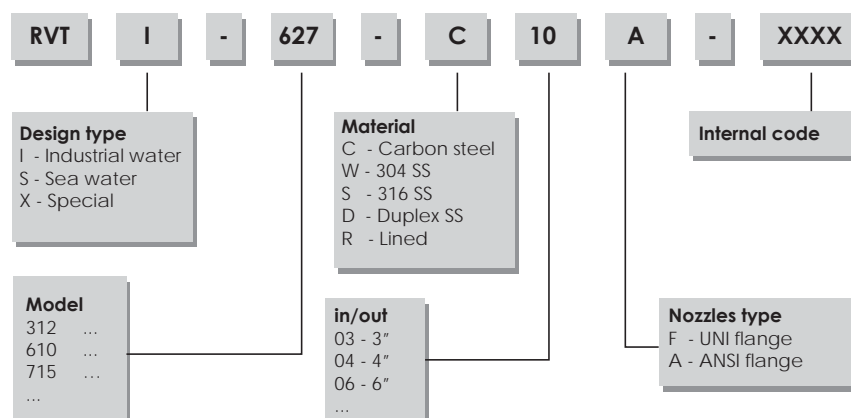 RVT I - 627 - C 10 A - XXXX
Design type
I - Industrial water
S - Sea water
X - Special
Material
C - Carbon steel
W - 304 SS
S - 316 SS
D - Duplex SS
R - Lined
Internal code
Model
312 ...
610 ...
715 ...
...
in/out
03 - 3"
04 - 4"
06 - 6"
...
Nozzles type
F - UNI flange
A - ANSI flange